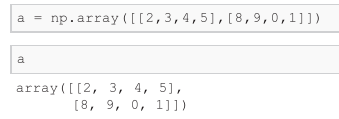 a = np.array([[2,3,4,5],[8,9,0,1]])
a
array([[2, 3, 4, 5],
       [8, 9, 0, 1]])